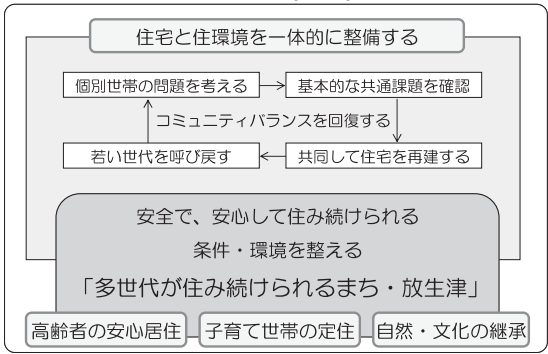 住宅と住環境を一体的に整備する
個別世帯の問題を考える
基本的な共通課題を確認
コミュニティバランスを回復する
若い世代を呼び戻す
共同して住宅を再建する
安全で、安心して住み続けられる
条件・環境を整える
「多世代が住み続けられるまち・放生津」
高齢者の安心居住
子育て世帯の定住
自然・文化の継承